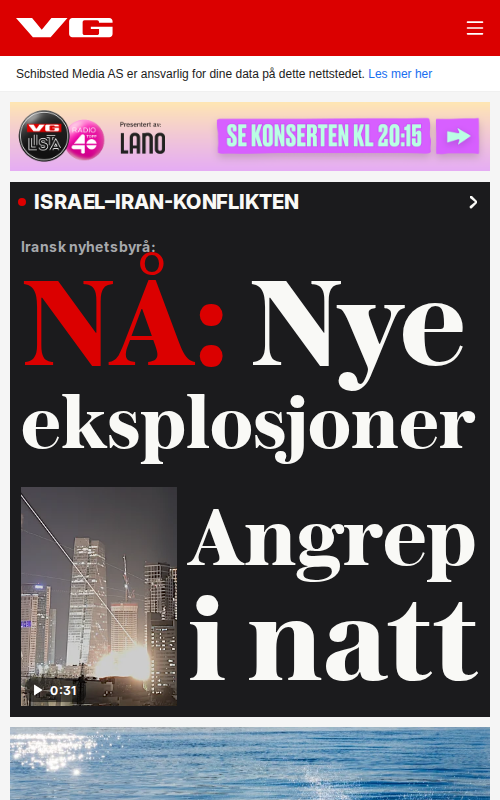 VG
Schibsted Media AS er ansvarlig for dine data på dette nettstedet. Les mer her
VG
LISTA
RADIO
TOPP
40
Presentert av:
LANO
SE KONSERTEN KL 20:15
ISRAEL–IRAN-KONFLIKTEN
Iransk nyhetsbyrå:
NÅ: Nye
eksplosjoner
Angrep
i natt
0:31